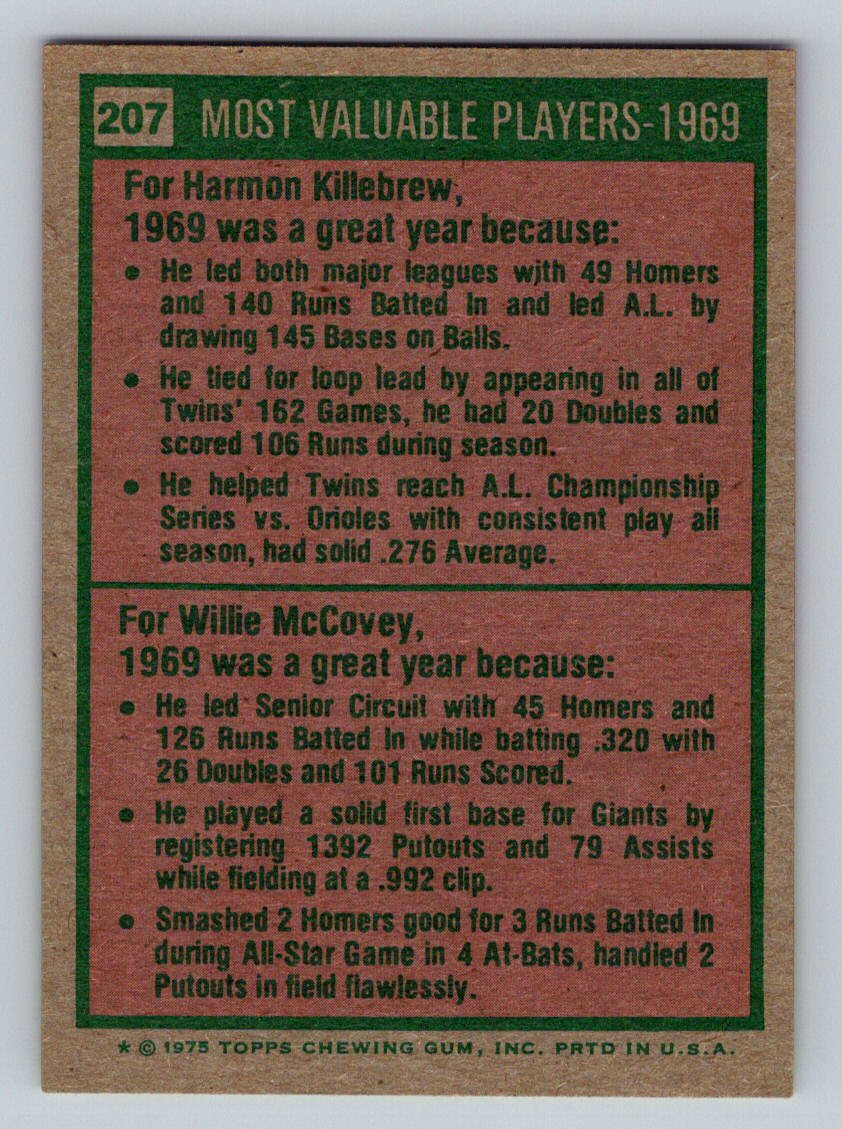 207 MOST VALUABLE PLAYERS-1969
For Harmon Killebrew,
1969 was a great year because:
• He led both major leagues with 49 Homers
and 140 Runs Batted In and led A.L. by
drawing 145 Bases on Balls.
• He tied for loop lead by appearing in all of
Twins' 162 Games, he had 20 Doubles and
scored 106 Runs during season.
• He helped Twins reach A.L. Championship
Series vs. Orioles with consistent play all
season, had solid .276 Average.
For Willie McCovey,
1969 was a great year because:
• He led Senior Circuit with 45 Homers and
126 Runs Batted In while batting .320 with
26 Doubles and 101 Runs Scored.
• He played a solid first base for Giants by
registering 1392 Putouts and 79 Assists
while fielding at a .992 clip.
• Smashed 2 Homers good for 3 Runs Batted In
during All-Star Game in 4 At-Bats, handled 2
Putouts in field flawlessly.
* © 1975 TOPPS CHEWING GUM, INC. PRTD IN U.S.A.